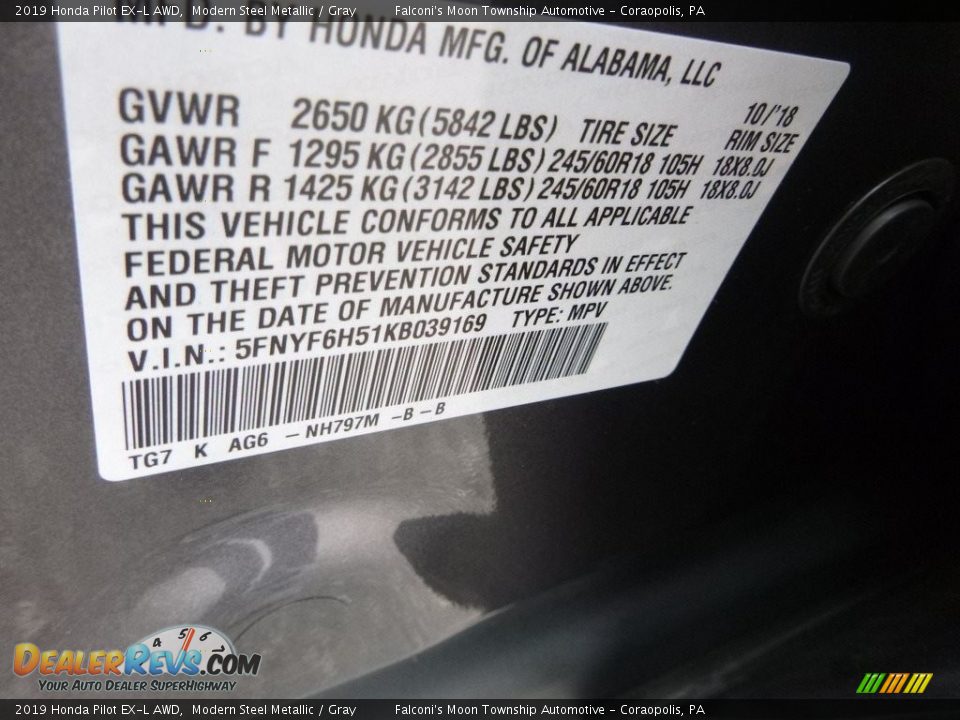 2019 Honda Pilot EX-L AWD, Modern Steel Metallic / Gray Falconi's Moon Township Automotive - Coraopolis, PA
BY HONDA MFG. OF ALABAMA, LLC
10/'18
GVWR 2650 KG (5842 LBS) TIRE SIZE RIM SIZE
GAWR F 1295 KG (2855 LBS) 245/60R18 105H 18X8.0J
GAWR R 1425 KG (3142 LBS) 245/60R18 105H 18X8.0J
THIS VEHICLE CONFORMS TO ALL APPLICABLE
FEDERAL MOTOR VEHICLE SAFETY
AND THEFT PREVENTION STANDARDS IN EFFECT
ON THE DATE OF MANUFACTURE SHOWN ABOVE.
V.I.N.: 5FNYF6H51KB039169 TYPE: MPV
TG7 K AG6 - NH797M - B - B
4 5 6
DEALERREVS.COM
YOUR AUTO DEALER SUPERHIGHWAY
2019 Honda Pilot EX-L AWD, Modern Steel Metallic / Gray Falconi's Moon Township Automotive - Coraopolis, PA